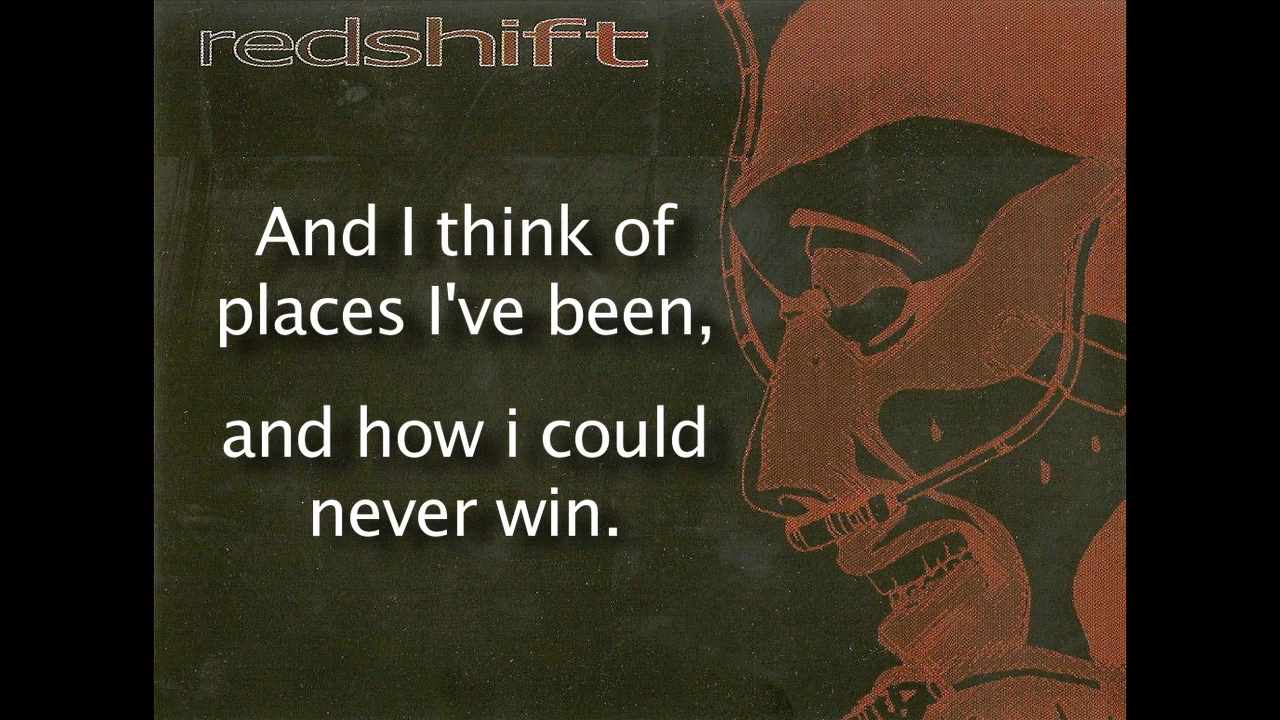 redshift
And I think of
places I've been,
and how i could
never win.